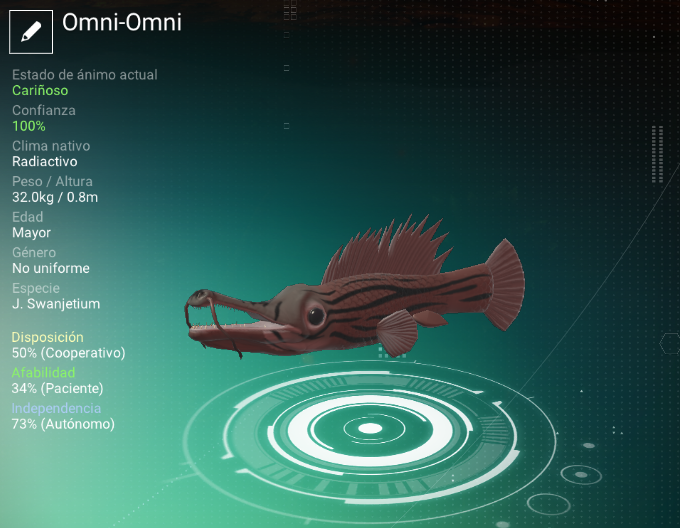 Omni-Omni
Estado de ánimo actual
Cariñoso
Confianza
100%
Clima nativo
Radiactivo
Peso / Altura
32.0kg / 0.8m
Edad
Mayor
Género
No uniforme
Especie
J. Swanjetium
Disposición
50% (Cooperativo)
Afabilidad
34% (Paciente)
Independencia
73% (Autónomo)